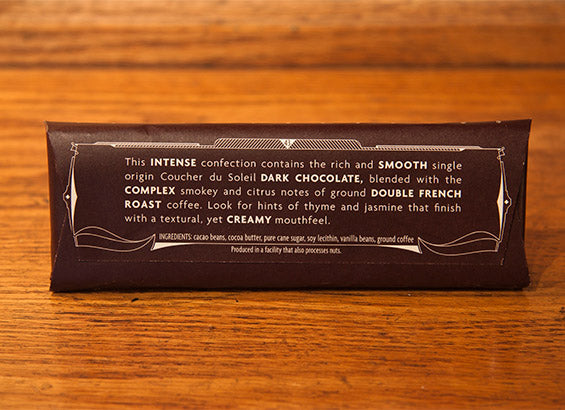 This INTENSE confection contains the rich and SMOOTH single
origin Coucher du Soleil DARK CHOCOLATE, blended with the
COMPLEX smokey and citrus notes of ground DOUBLE FRENCH
ROAST coffee. Look for hints of thyme and jasmine that finish
with a textural, yet CREAMY mouthfeel.
INGREDIENTS: cacao beans, cocoa butter, pure cane sugar, soy lecithin, vanilla beans, ground coffee
Produced in a facility that also processes nuts.